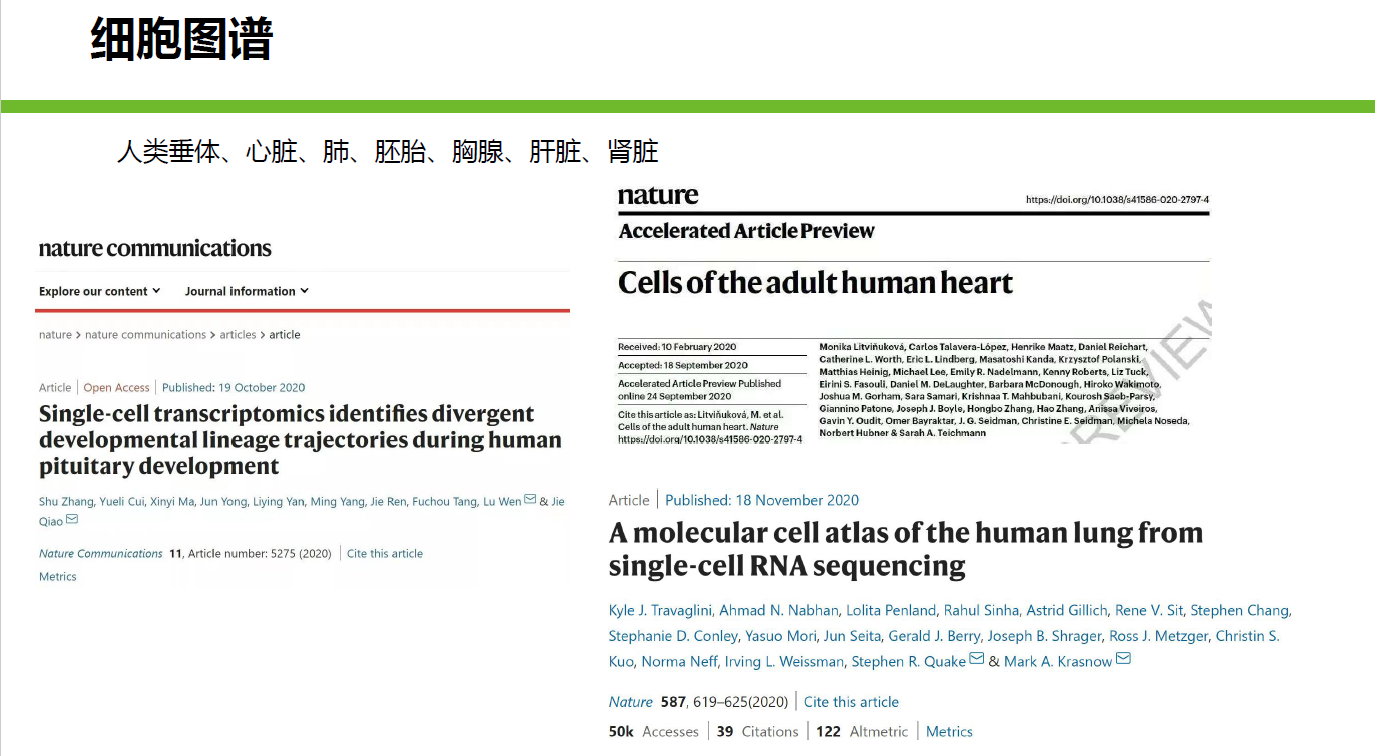 细胞图谱
人类垂体、心脏、肺、胚胎、胸腺、肝脏、肾脏
nature communications
Explore our content
Journal information
nature > nature communications > articles > article
Article | Open Access | Published: 19 October 2020
Single-cell transcriptomics identifies divergent
developmental lineage trajectories during human
pituitary development
Shu Zhang, Yueli Cui, Xinyi Ma, Jun Yong, Liying Yan, Ming Yang, Jie Ren, Fuchou Tang, Lu Wen & Jie
Qiao
Nature Communications 11, Article number: 5275 (2020) | Cite this article
Metrics
nature
https://doi.org/10.1038/s41586-020-2797-4
Accelerated Article Preview
Cells of the adult human heart
Received: 10 February 2020
Accepted: 18 September 2020
Accelerated Article Preview Published
online 24 September 2020
Cite this article as: Litviňuková, M. et al.
Cells of the adult human heart. Nature
https://doi.org/10.1038/s41586-020-2797-4
Monika Litviňuková, Carlos Talavera-López, Henrike Maatz, Daniel Reichart,
Catherine L. Worth, Eric L. Lindberg, Masatoshi Kanda, Krzysztof Polanski,
Matthias Heinig, Michael Lee, Emily R. Nadelmann, Kenny Roberts, Liz Tuck,
Eirini S. Fasouli, Daniel M. DeLaughter, Barbara McDonough, Hiroko Wakimoto,
Joshua M. Gorham, Sara Samari, Krishnaa T. Mahbubani, Kourosh Saeb-Parsy,
Giannino Patone, Joseph J. Boyle, Hongbo Zhang, Hao Zhang, Anissa Viveiros,
Gavin Y. Oudit, Omer Bayraktar, J. G. Seidman, Christine E. Seidman, Michela Noseda,
Norbert Hubner & Sarah A. Teichmann
PREVIEW
Article | Published: 18 November 2020
A molecular cell atlas of the human lung from
single-cell RNA sequencing
Kyle J. Travaglini, Ahmad N. Nabhan, Lolita Penland, Rahul Sinha, Astrid Gillich, Rene V. Sit, Stephen Chang,
Stephanie D. Conley, Yasuo Mori, Jun Seita, Gerald J. Berry, Joseph B. Shrager, Ross J. Metzger, Christin S.
Kuo, Norma Neff, Irving L. Weissman, Stephen R. Quake & Mark A. Krasnow
Nature 587, 619–625(2020) | Cite this article
50k Accesses | 39 Citations | 122 Altmetric | Metrics